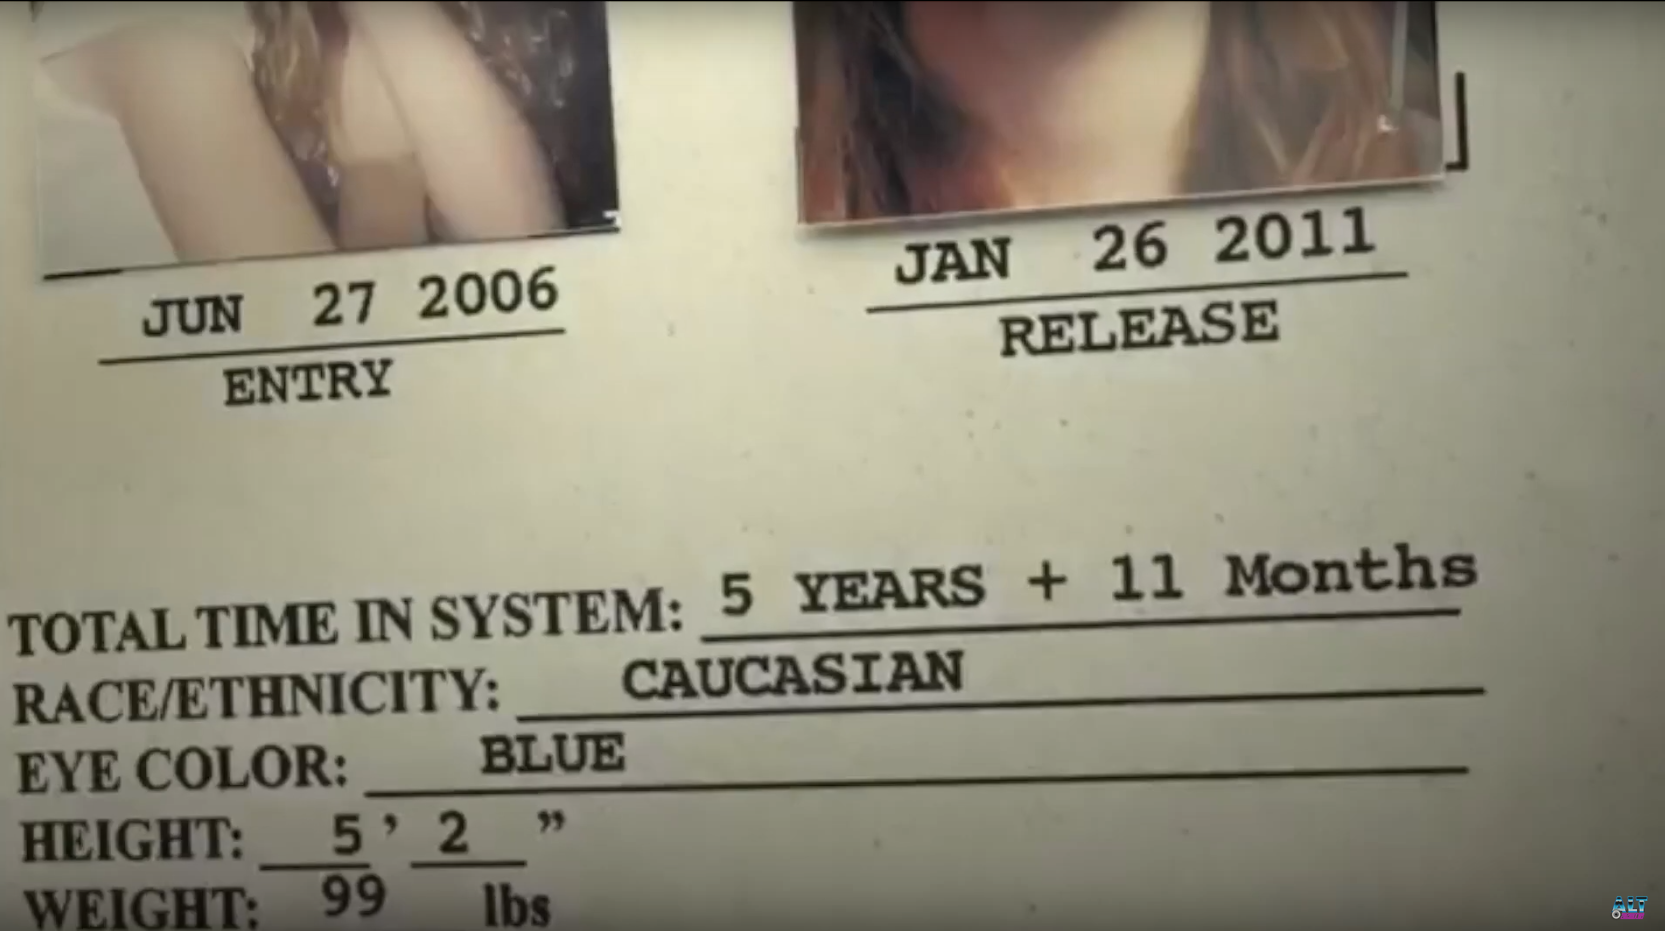 JUN 27 2006
ENTRY
JAN 26 2011
RELEASE
TOTAL TIME IN SYSTEM: 5 YEARS + 11 Months
RACE/ETHNICITY: CAUCASIAN
EYE COLOR: BLUE
HEIGHT: 5 ’ 2 ”
WEIGHT: 99 lbs
ALT